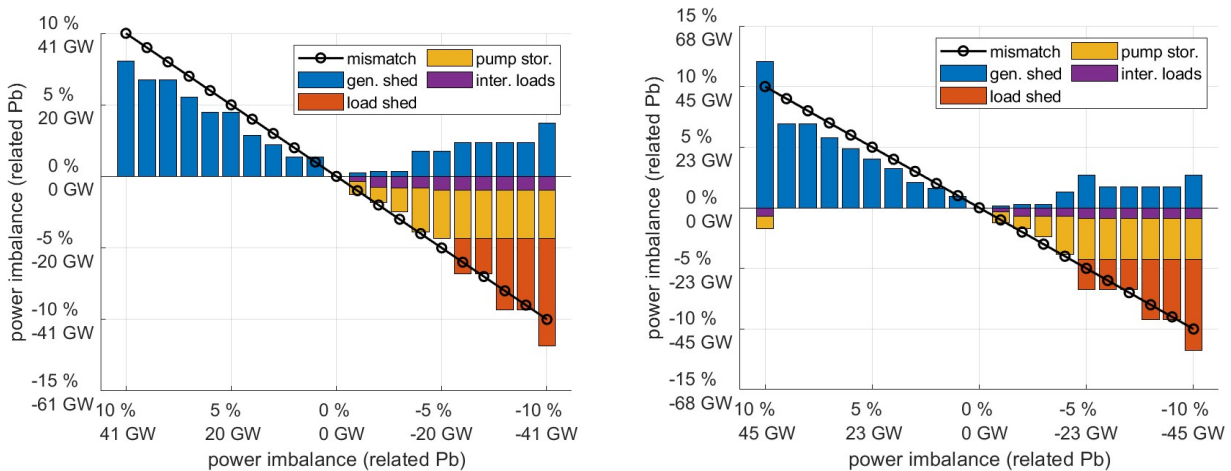 10 %
41 GW
5 %
20 GW
0 %
0 GW
-5 %
-20 GW
-10 %
-41 GW
-15 %
-61 GW
power imbalance (related Pb)
mismatch
gen. shed
load shed
pump stor.
inter. loads
10 % 5 % 0 % -5 % -10 %
41 GW 20 GW 0 GW -20 GW -41 GW
power imbalance (related Pb)
15 %
68 GW
10 %
45 GW
5 %
23 GW
0 %
0 GW
-5 %
-23 GW
-10 %
-45 GW
-15 %
-68 GW
power imbalance (related Pb)
mismatch
gen. shed
load shed
pump stor.
inter. loads
10 % 5 % 0 % -5 % -10 %
45 GW 23 GW 0 GW -23 GW -45 GW
power imbalance (related Pb)